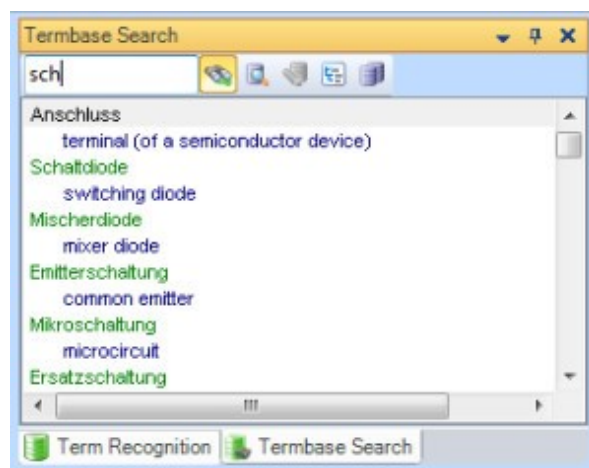 Termbase Search
sch
Anschluss
terminal (of a semiconductor device)
Schaltdiode
switching diode
Mischerdiode
mixer diode
Emitterschaltung
common emitter
Mikroschaltung
microcircuit
Ersatzschaltung
Term Recognition Termbase Search